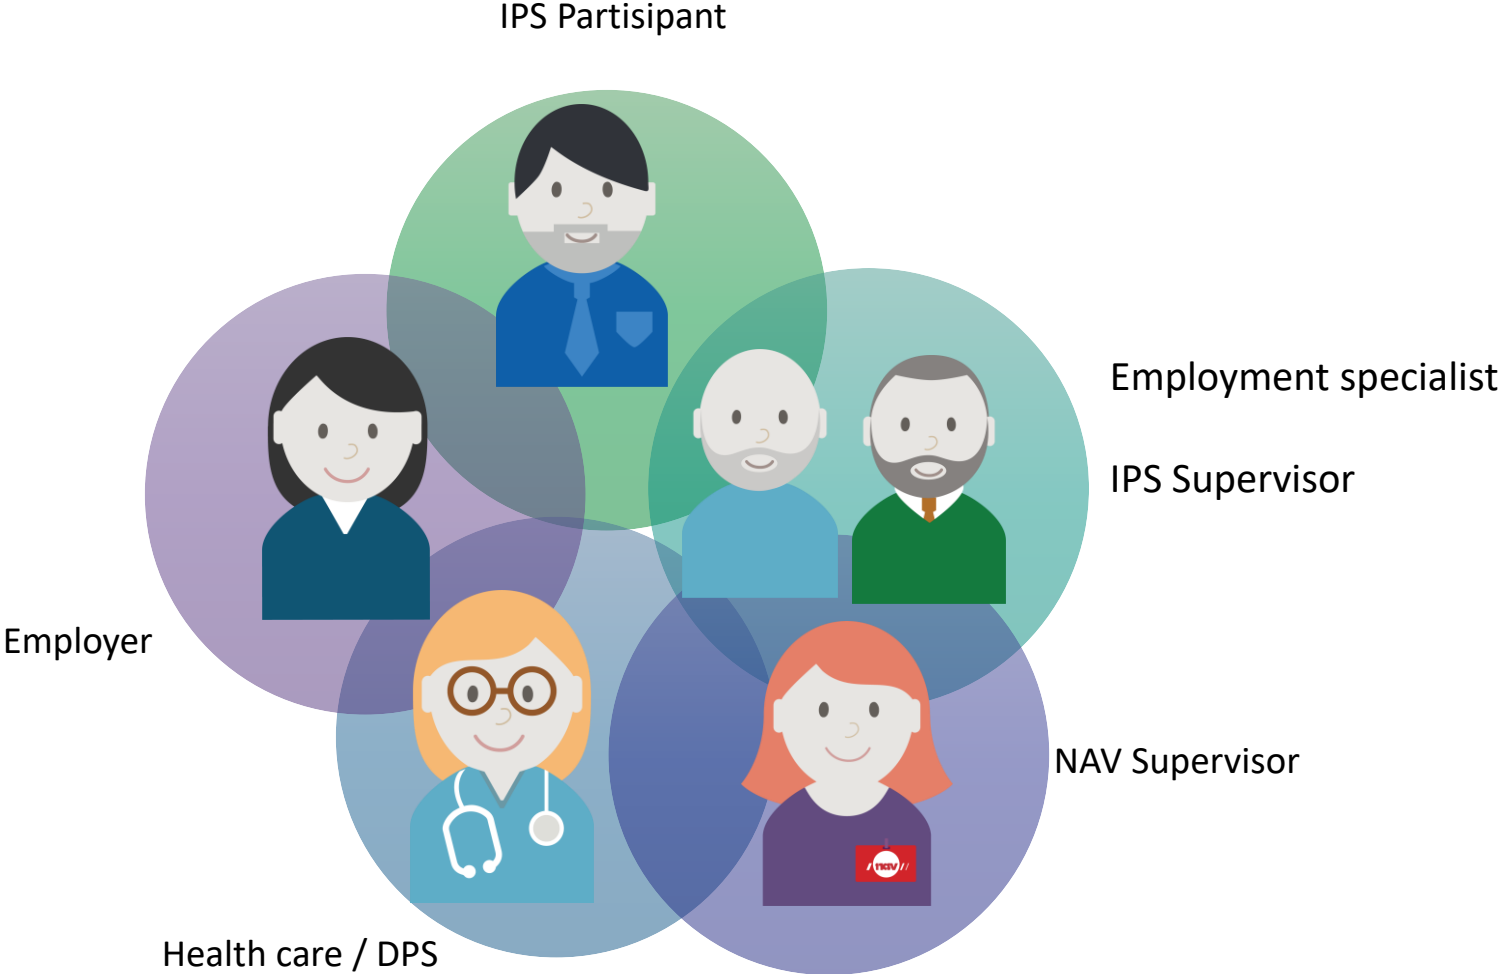 IPS Partisipant
Employment specialist
IPS Supervisor
Employer
NAV Supervisor
Health care / DPS